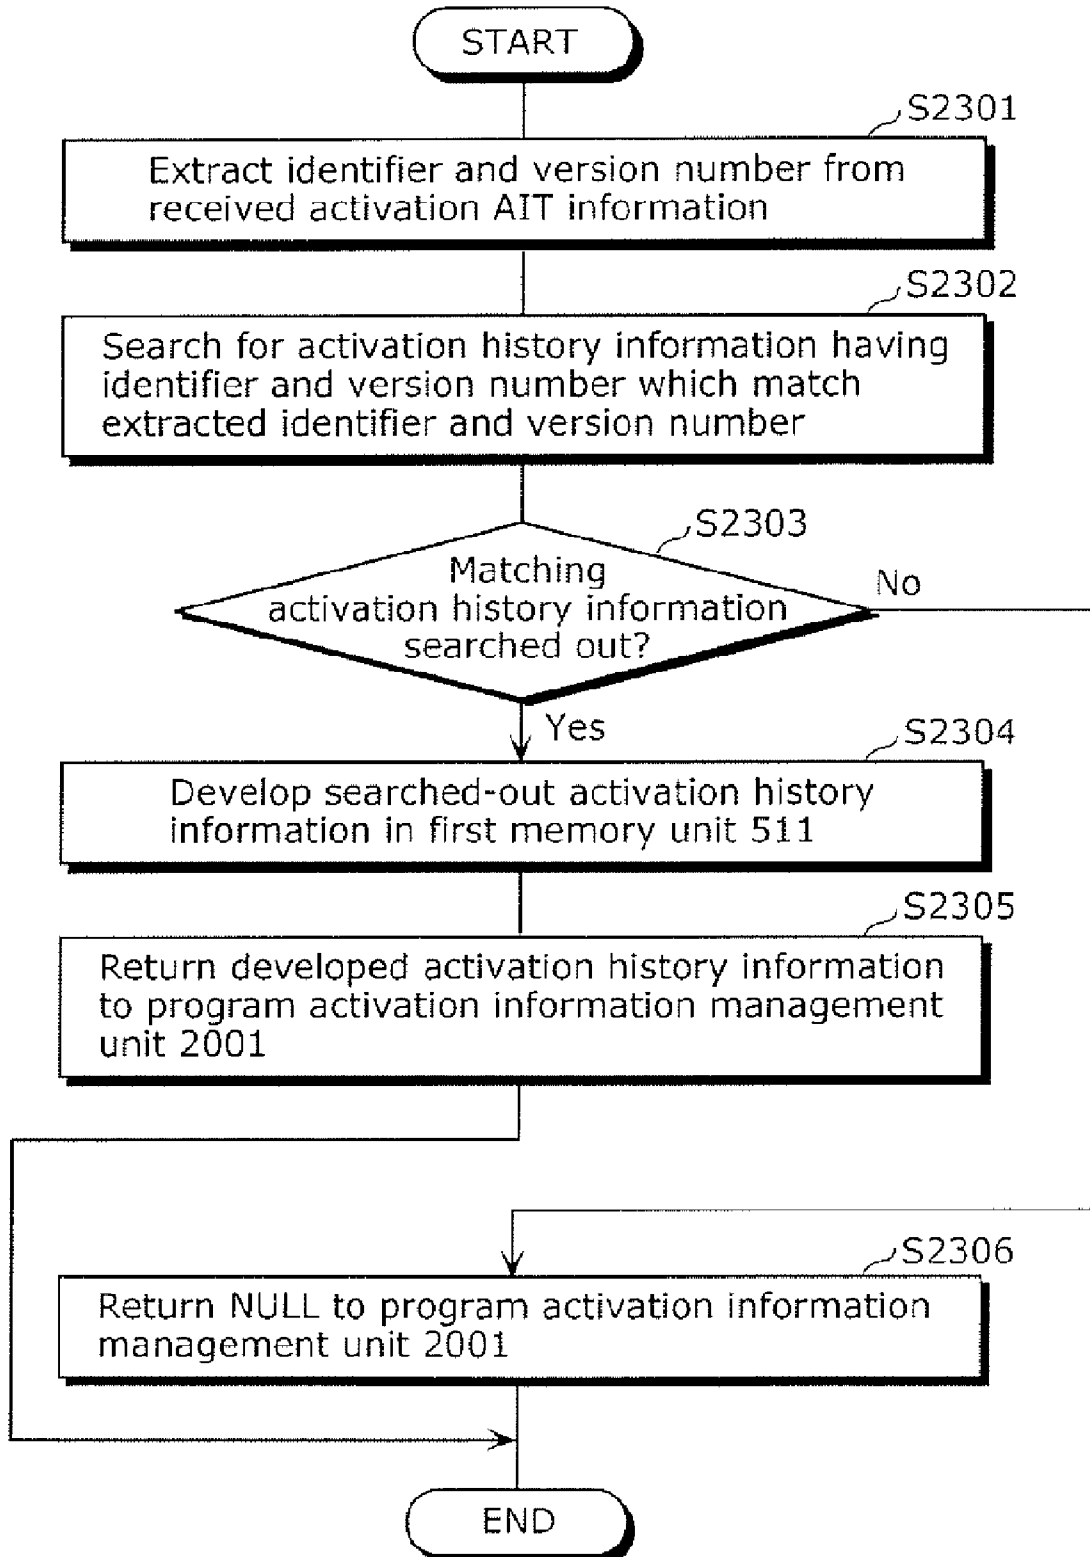 START
S2301
Extract identifier and version number from
received activation AIT information
S2302
Search for activation history information having
identifier and version number which match
extracted identifier and version number
S2303
Matching
activation history information
searched out?
No
Yes
S2304
Develop searched-out activation history
information in first memory unit 511
S2305
Return developed activation history information
to program activation information management
unit 2001
S2306
Return NULL to program activation information
management unit 2001
END